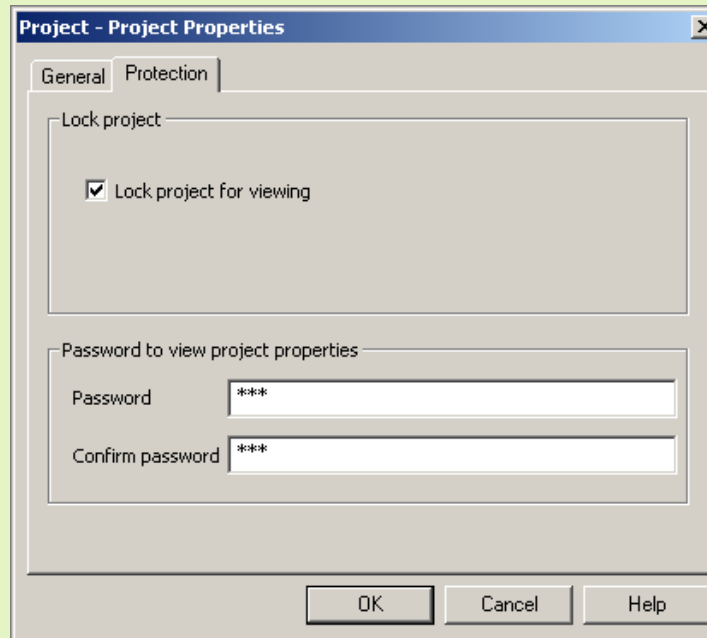 Project - Project Properties
General Protection
Lock project
Lock project for viewing
Password to view project properties
Password ***
Confirm password ***
OK Cancel Help